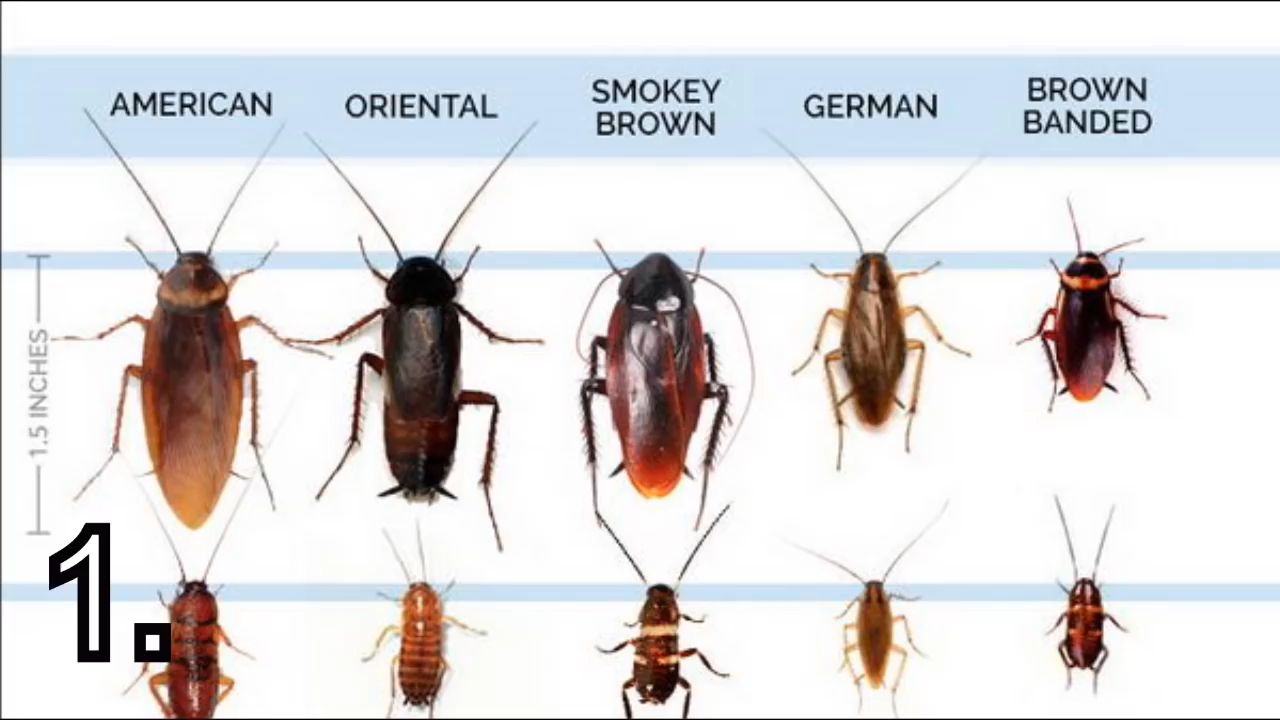 AMERICAN
ORIENTAL
SMOKEY
BROWN
GERMAN
BROWN
BANDED
1.5 INCHES
1.